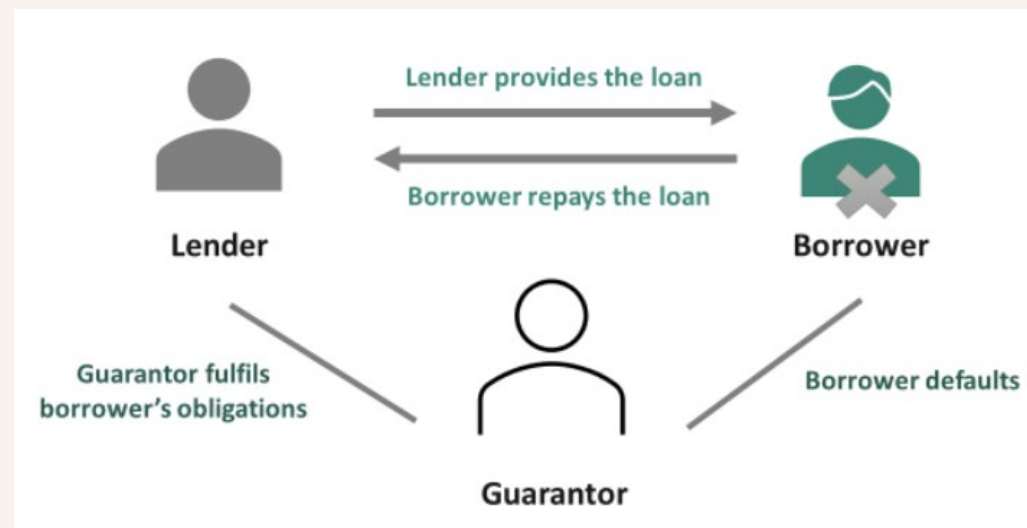 Lender provides the loan
Borrower repays the loan
Lender
Borrower
Guarantor fulfils
borrower’s obligations
Borrower defaults
Guarantor